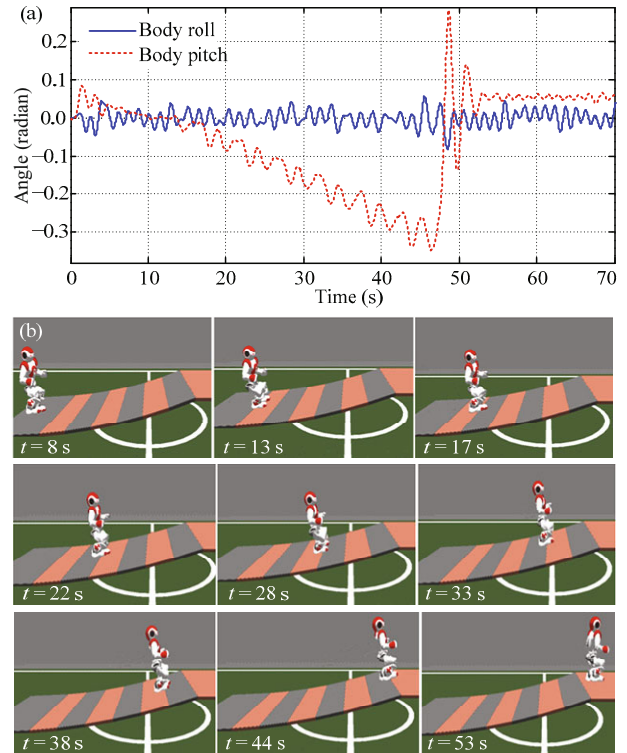 (a)
Body roll
Body pitch
0.2
0.1
0.0
−0.1
−0.2
−0.3
Angle (radian)
0 10 20 30 40 50 60 70
Time (s)
(b)
t = 8 s
t = 13 s
t = 17 s
t = 22 s
t = 28 s
t = 33 s
t = 38 s
t = 44 s
t = 53 s